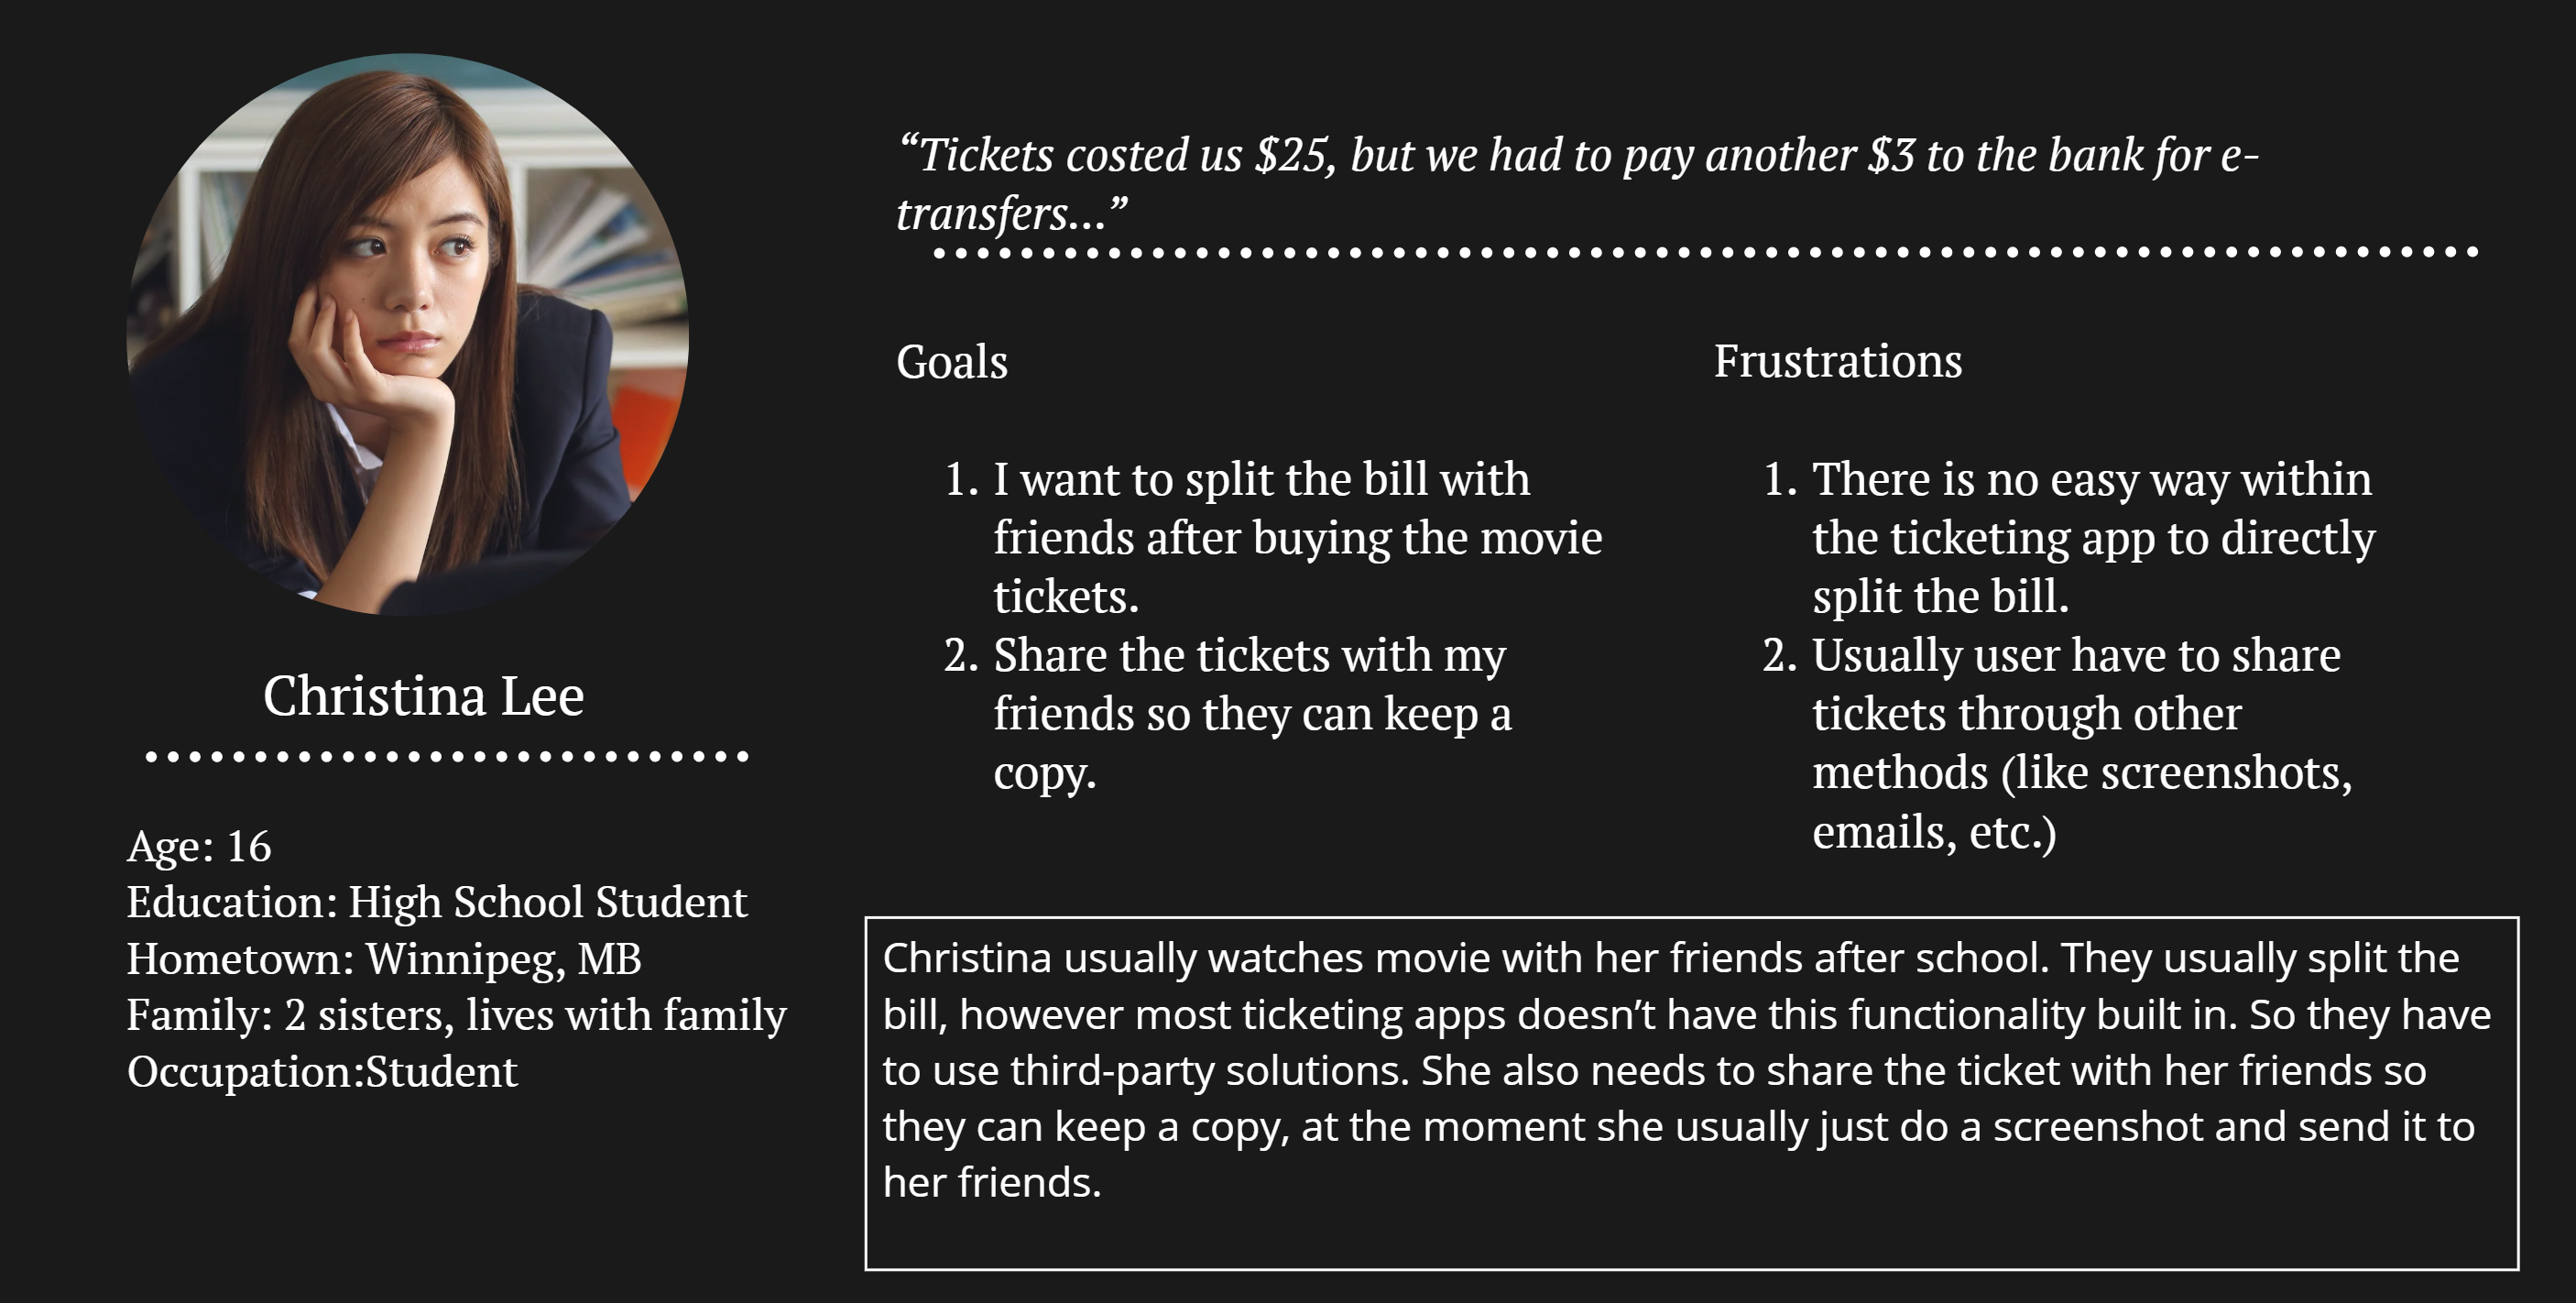 Christina Lee
Age: 16
Education: High School Student
Hometown: Winnipeg, MB
Family: 2 sisters, lives with family
Occupation:Student
“Tickets costed us $25, but we had to pay another $3 to the bank for e-
transfers...”
Goals
1. I want to split the bill with
friends after buying the movie
tickets.
2. Share the tickets with my
friends so they can keep a
copy.
Frustrations
1. There is no easy way within
the ticketing app to directly
split the bill.
2. Usually user have to share
tickets through other
methods (like screenshots,
emails, etc.)
Christina usually watches movie with her friends after school. They usually split the
bill, however most ticketing apps doesn’t have this functionality built in. So they have
to use third-party solutions. She also needs to share the ticket with her friends so
they can keep a copy, at the moment she usually just do a screenshot and send it to
her friends.